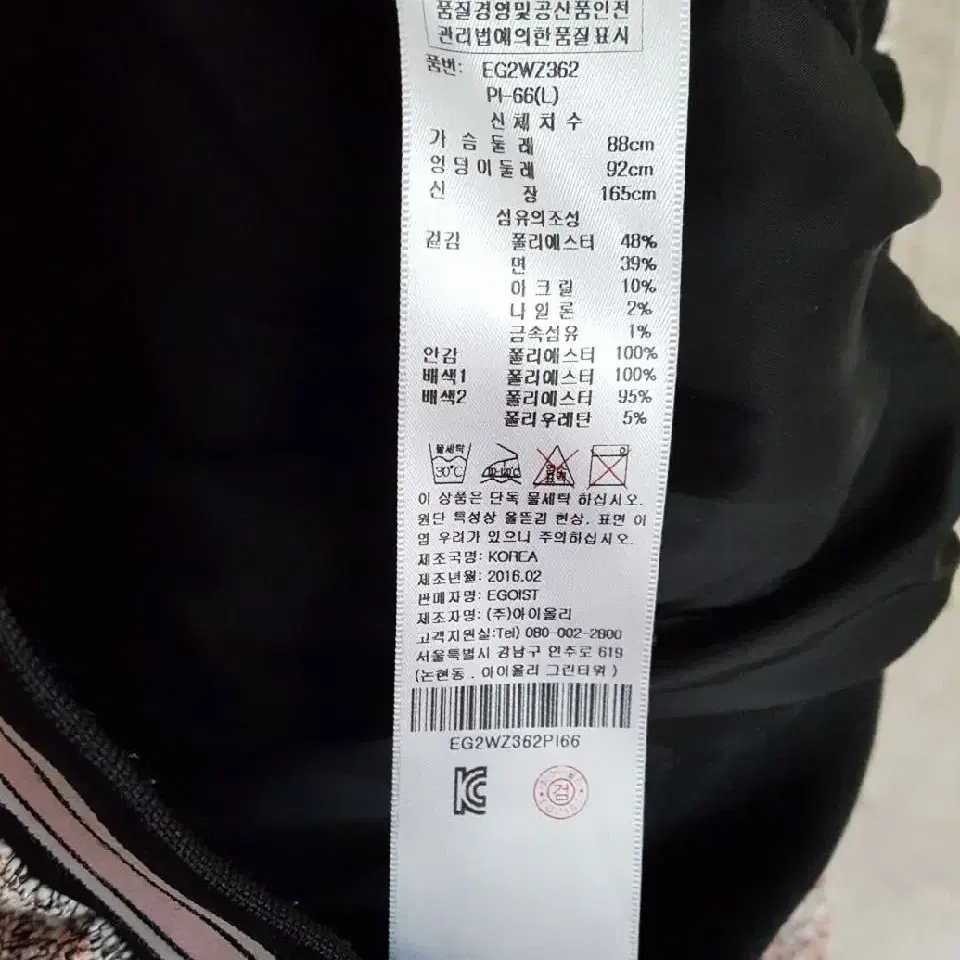 품질경영및공산품안전
관리법에의한품질표시
품번: EG2WZ362
PI-66(L)
신체치수
가슴둘레 88cm
엉덩이둘레 92cm
신장 165cm
섬유의조성
겉감 폴리에스터 48%
면 39%
아크릴 10%
나일론 2%
금속섬유 1%
안감 폴리에스터 100%
배색1 폴리에스터 100%
배색2 폴리에스터 95%
폴리우레탄 5%
물세탁
30℃
이 상품은 단독 물세탁 하십시오.
원단 특성상 올뜯김 현상, 표면 이
염 우려가 있으니 주의하십시오.
제조국명: KOREA
제조년월: 2016.02
판매자명: EGOIST
제조자명: (주)아이올리
고객지원실:Tel) 080-002-2800
서울특별시 강남구 언주로 619
(논현동 . 아이올리 그린타워 )
EG2WZ362PI66
KC
검